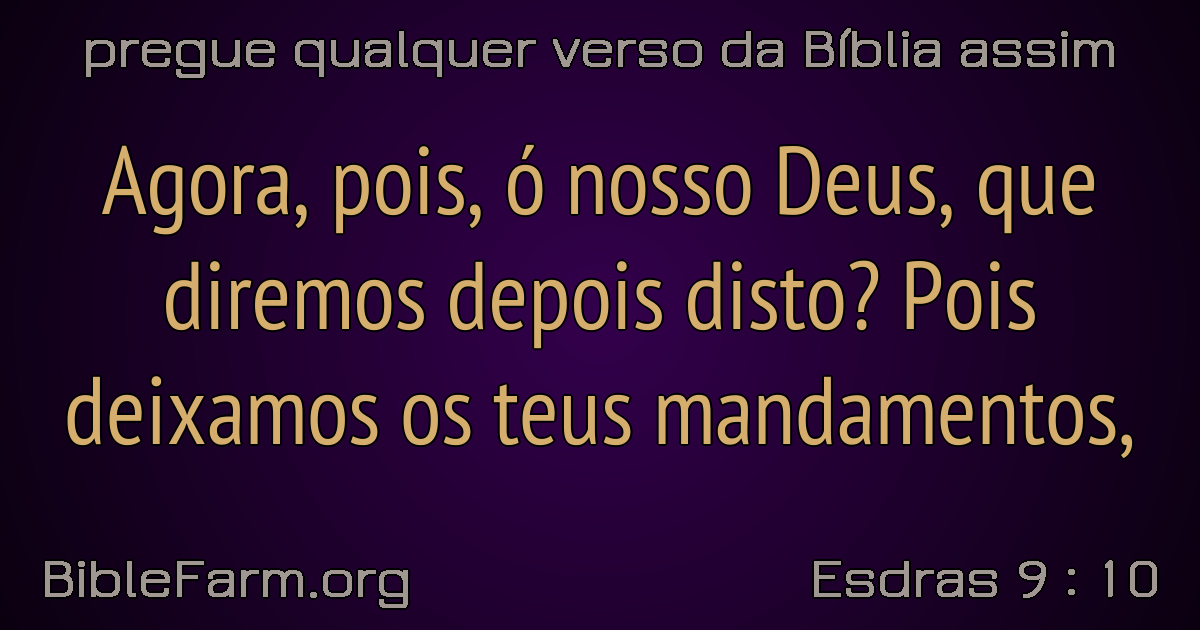 pregue qualquer verso da Bíblia assim
Agora, pois, ó nosso Deus, que
diremos depois disto? Pois
deixamos os teus mandamentos,
BibleFarm.org
Esdras 9 : 10